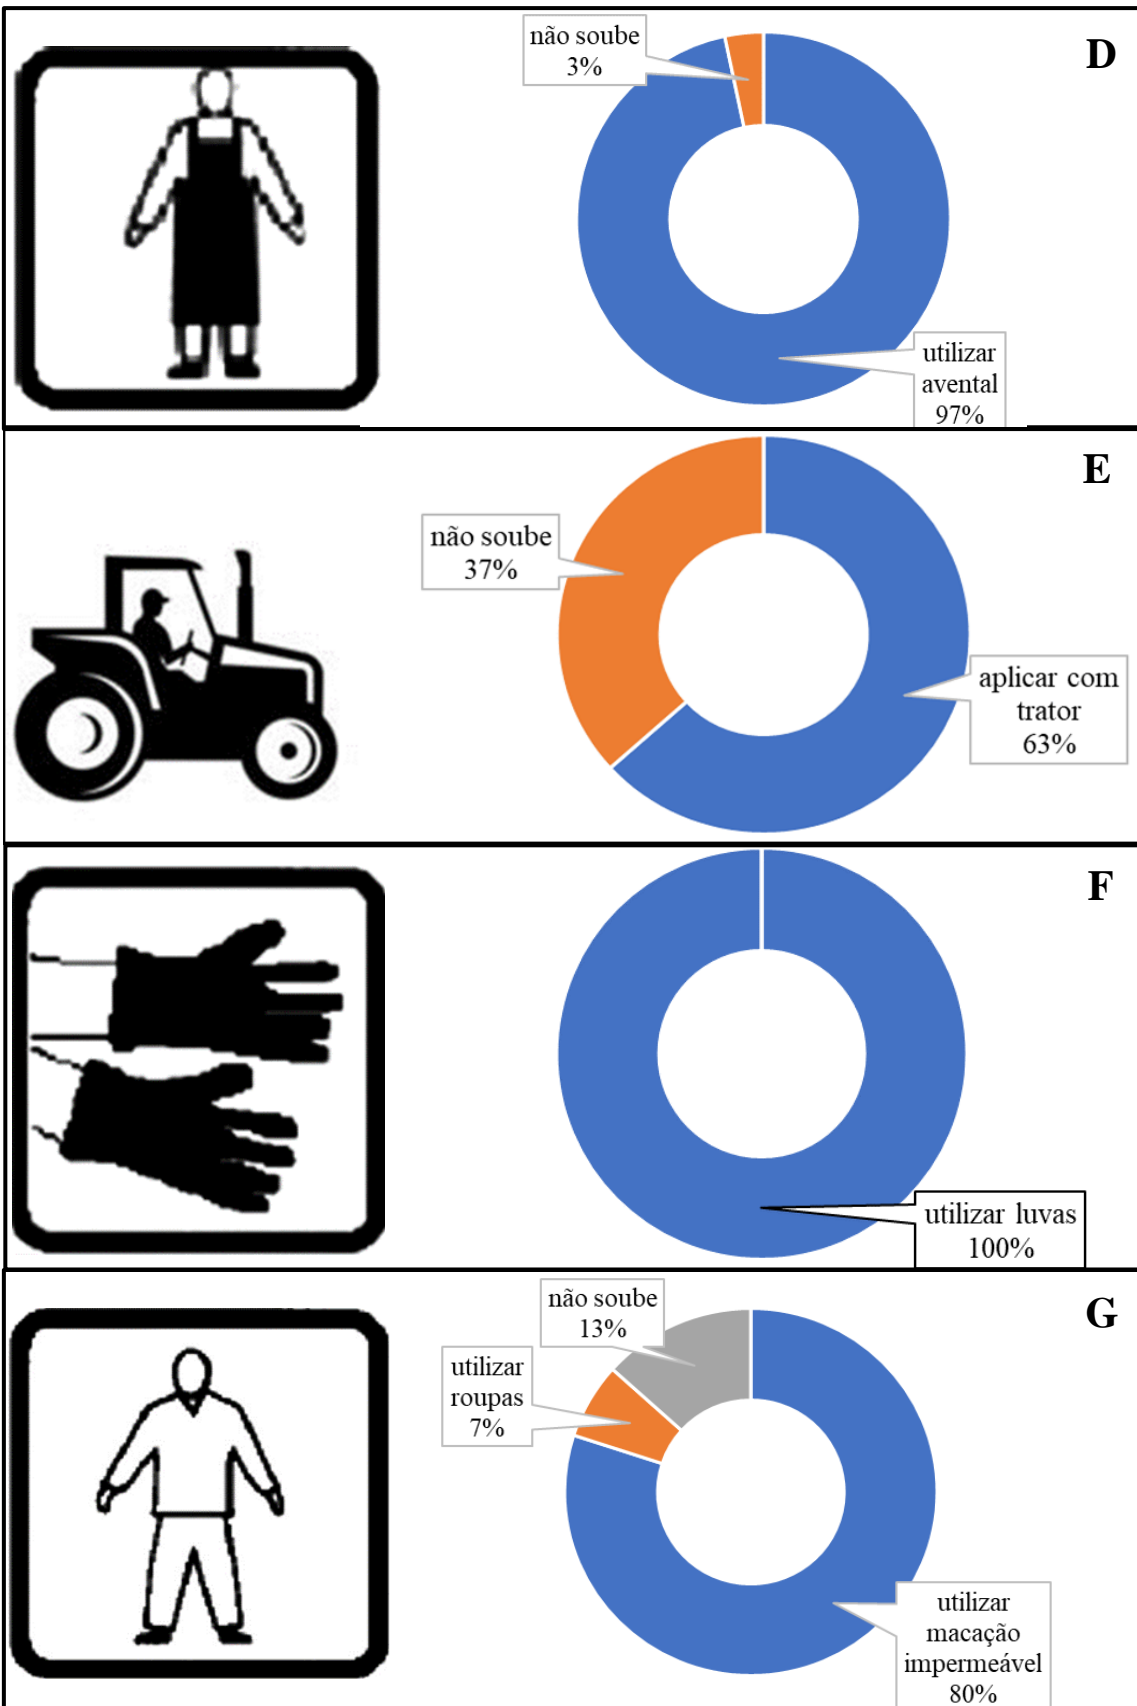 D
não soube
3%
utilizar
avental
97%
E
não soube
37%
aplicar com
trator
63%
F
utilizar luvas
100%
G
não soube
13%
utilizar
roupas
7%
utilizar
macação
impermeável
80%